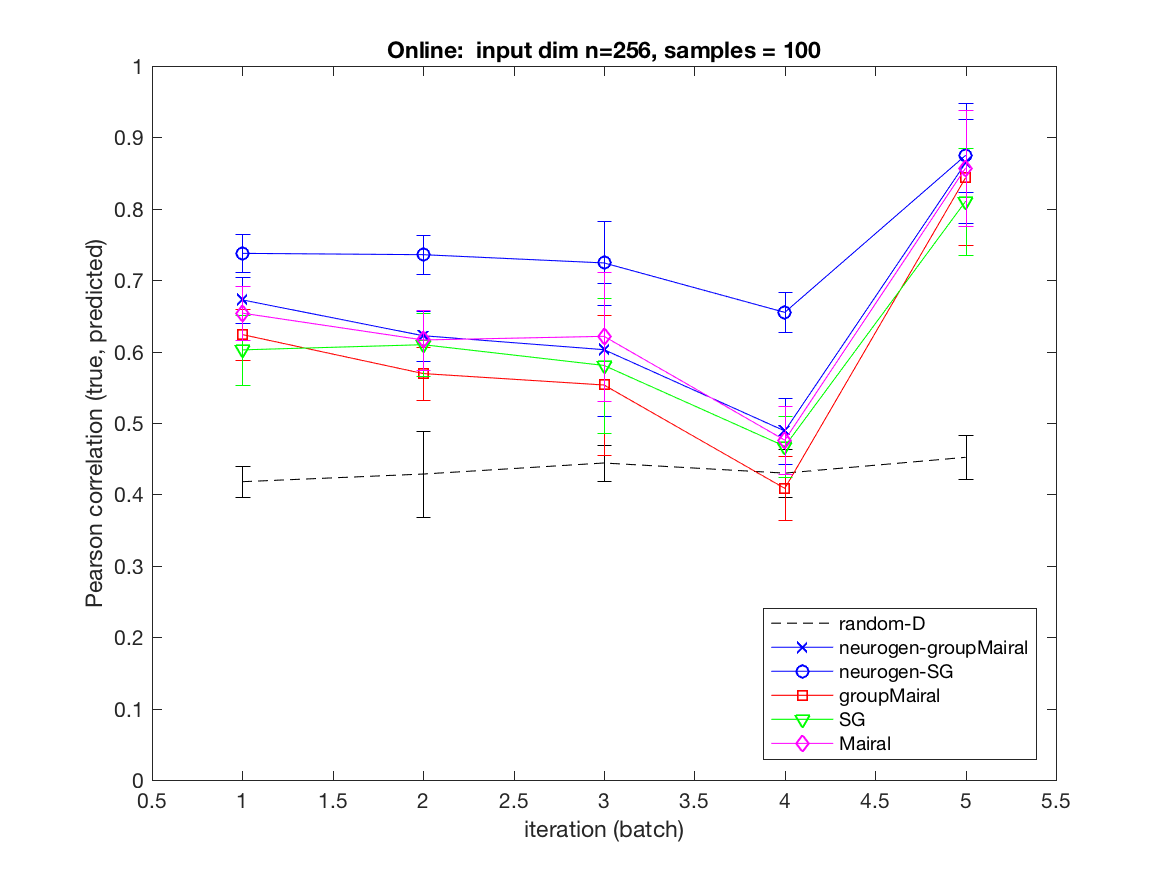 Online:  input dim n=256, samples = 100
Pearson correlation (true, predicted)
1
0.9
0.8
0.7
0.6
0.5
0.4
0.3
0.2
0.1
0
random-D
neurogen-groupMairal
neurogen-SG
groupMairal
SG
Mairal
0.5 1 1.5 2 2.5 3 3.5 4 4.5 5 5.5
iteration (batch)